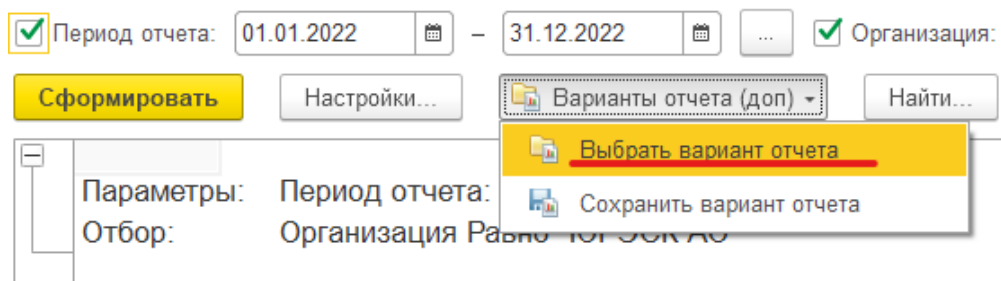 Период отчета: 01.01.2022 – 31.12.2022 ... Организация:
Сформировать Настройки... Варианты отчета (доп) Найти...
Выбрать вариант отчета
Параметры: Период отчета:
Сохранить вариант отчета
Отбор: Организация Равно